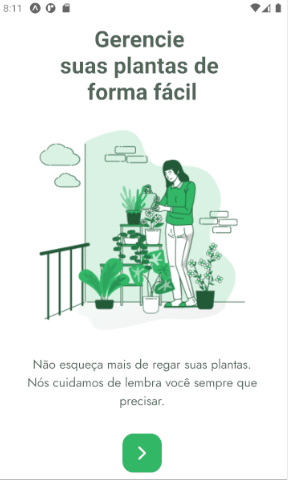 8:11
Gerencie
suas plantas de
forma fácil
Não esqueça mais de regar suas plantas.
Nós cuidamos de lembra você sempre que
precisar.